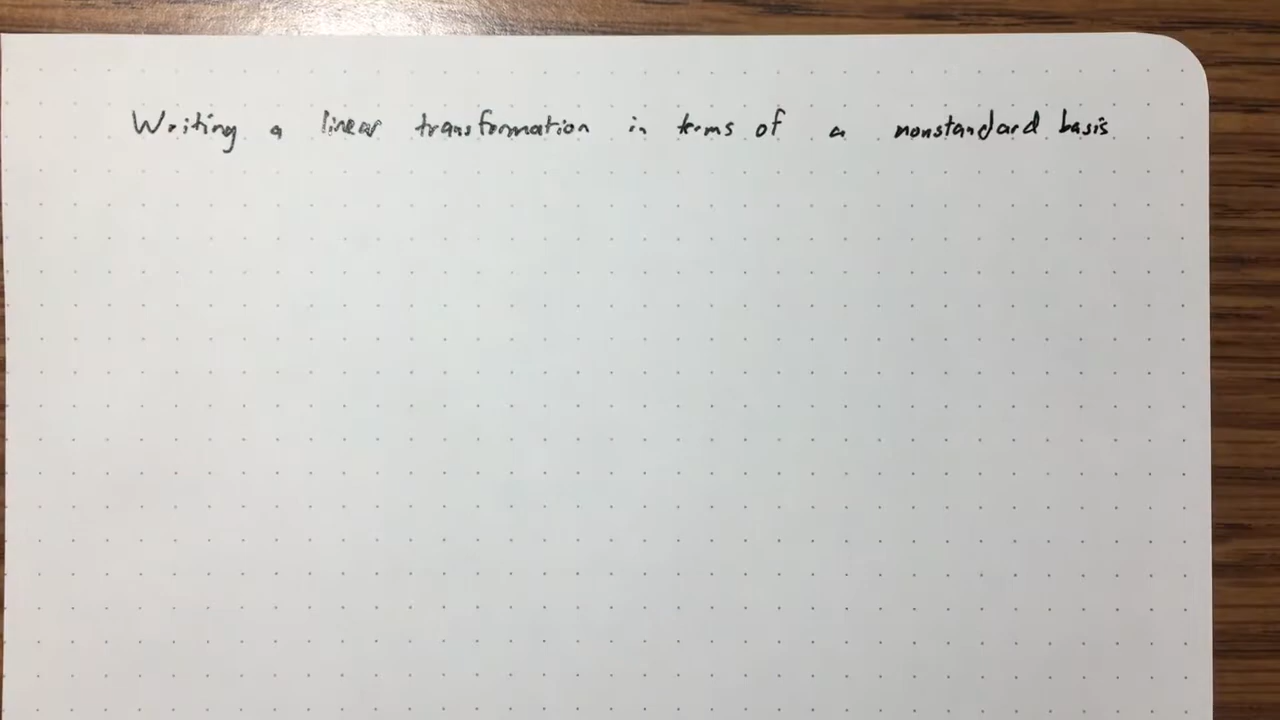 Writing a linear transformation in terms of a nonstandard basis